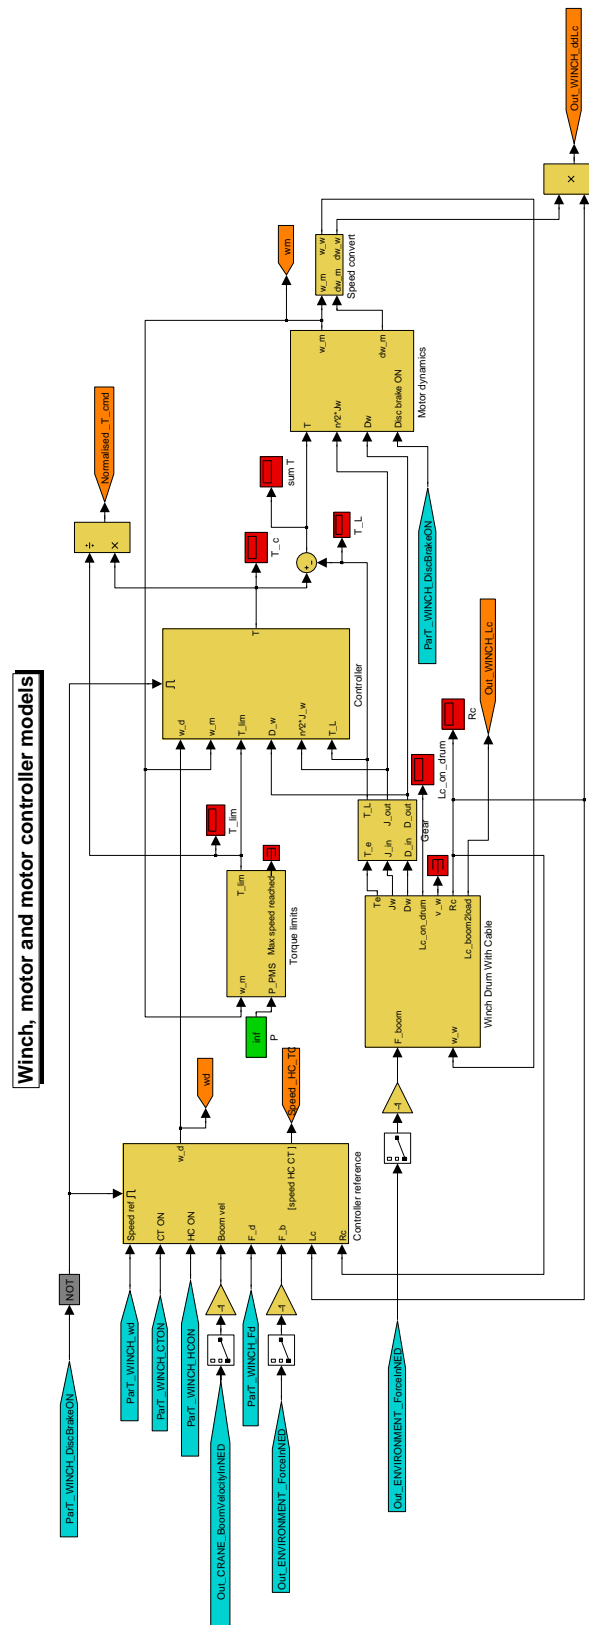 Winch, motor and motor controller models
ParT_WINCH_DiscBrakeON
NOT
ParT_WINCH_wd
ParT_WINCH_CTON
ParT_WINCH_HCON
Out_CRANE_BoomVelocityInNED
-1
ParT_WINCH_Fd
Out_ENVIRONMENT_ForceInNED
-1
Speed ref
CT ON
HC ON
Boom vel
F_d
F_b
Lc
Rc
w_d
[speed HC CT ]
Controller reference
wd
Speed_HC_TC
inf
P
w_m
P_PMS
T_lim
Max speed reached
Torque limits
T_lim
w_d
w_m
T_lim
D_w
n^2*J_w
T_L
T
Controller
÷
×
Normalised_T_cmd
T_c
+
-
sum T
T_L
Out_ENVIRONMENT_ForceInNED
-1
F_boom
w_w
Te
Jw
Dw
Lc_on_drum
v_w
Rc
Lc_boom2load
Winch Drum With Cable
T_e
J_in
D_in
T_L
J_out
D_out
Gear
Lc_on_drum
Rc
Out_WINCH_Lc
ParT_WINCH_DiscBrakeON
T
n^2*Jw
Dw
Disc brake ON
w_m
dw_m
Motor dynamics
wm
w_m
dw_m
w_w
dw_w
Speed convert
×
Out_WINCH_ddLc